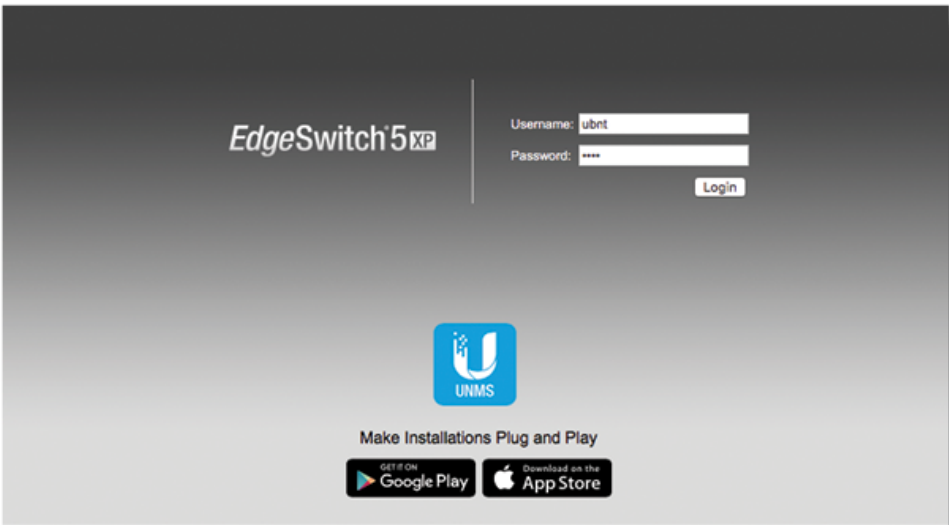 EdgeSwitch 5 XP
Username: ubnt
Password: ••••
Login
U
UNMS
Make Installations Plug and Play
GET IT ON
Google Play
Download on the
App Store